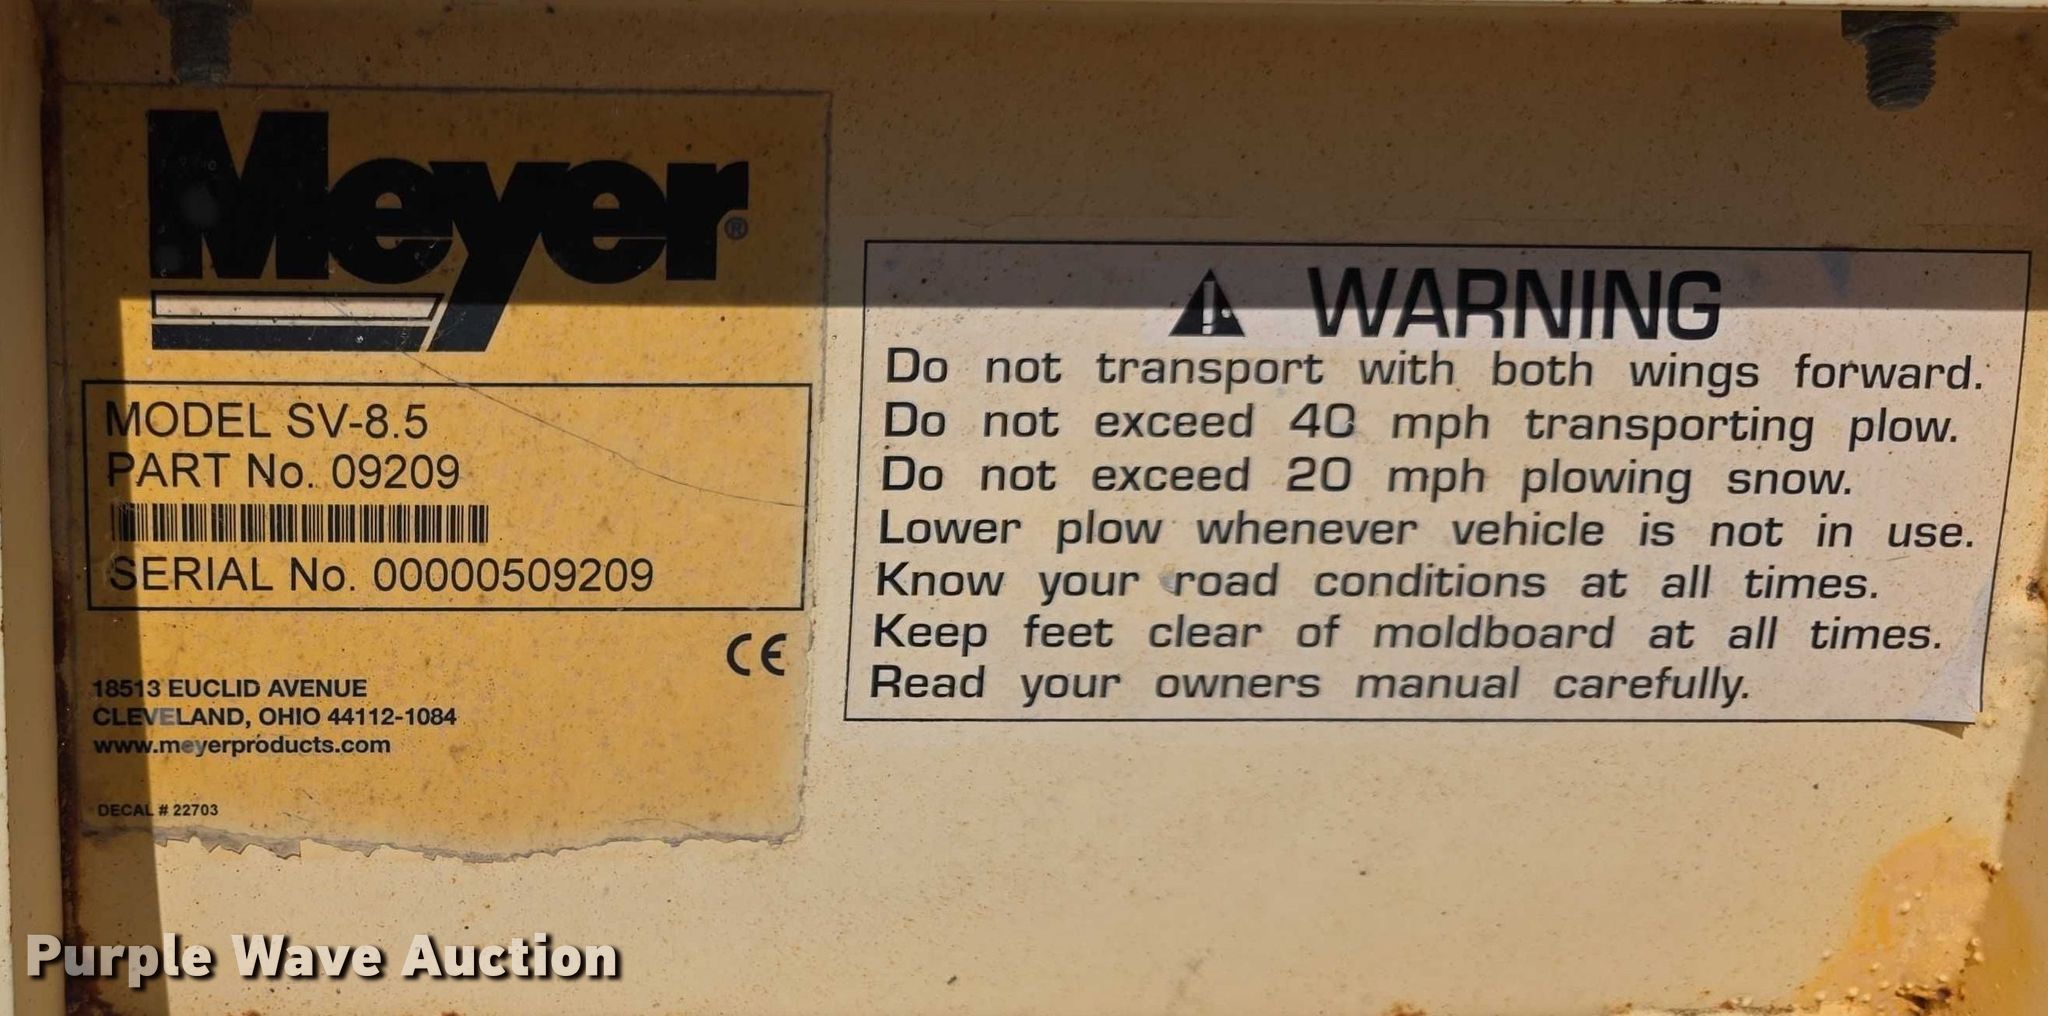 Meyer®
MODEL SV-8.5
PART No. 09209
SERIAL No. 00000509209
CE
18513 EUCLID AVENUE
CLEVELAND, OHIO 44112-1084
www.meyerproducts.com
DECAL # 22703
WARNING
Do not transport with both wings forward.
Do not exceed 40 mph transporting plow.
Do not exceed 20 mph plowing snow.
Lower plow whenever vehicle is not in use.
Know your road conditions at all times.
Keep feet clear of moldboard at all times.
Read your owners manual carefully.
Purple Wave Auction